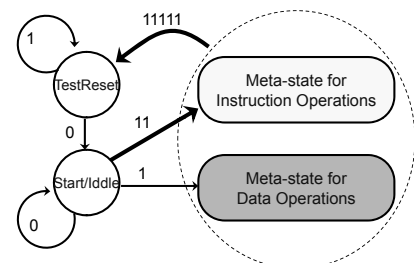 11111
1
TestReset
Meta-state for
Instruction Operations
0
11
Start/Iddle
1
Meta-state for
Data Operations
0